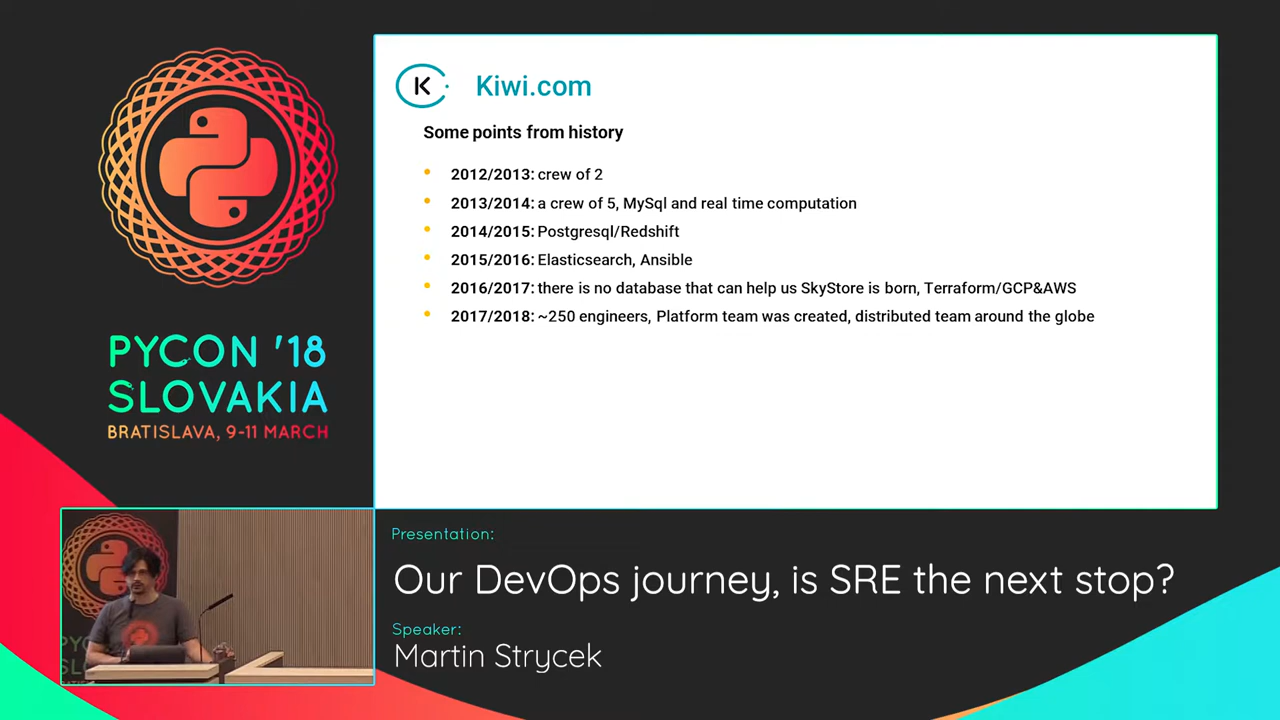 PYCON '18
SLOVAKIA
BRATISLAVA, 9-11 MARCH
K
Kiwi.com
Some points from history
2012/2013: crew of 2
2013/2014: a crew of 5, MySql and real time computation
2014/2015: Postgresql/Redshift
2015/2016: Elasticsearch, Ansible
2016/2017: there is no database that can help us SkyStore is born, Terraform/GCP&AWS
2017/2018: ~250 engineers, Platform team was created, distributed team around the globe
Presentation:
Our DevOps journey, is SRE the next stop?
Speaker:
Martin Strycek